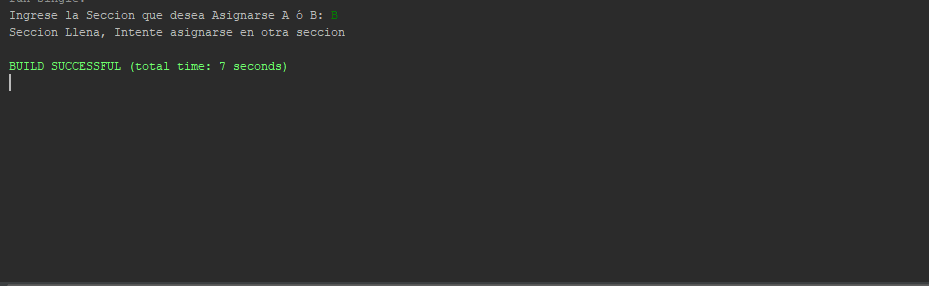 run-single:
Ingrese la Seccion que desea Asignarse A ó B: B
Seccion Llena, Intente asignarse en otra seccion
BUILD SUCCESSFUL (total time: 7 seconds)